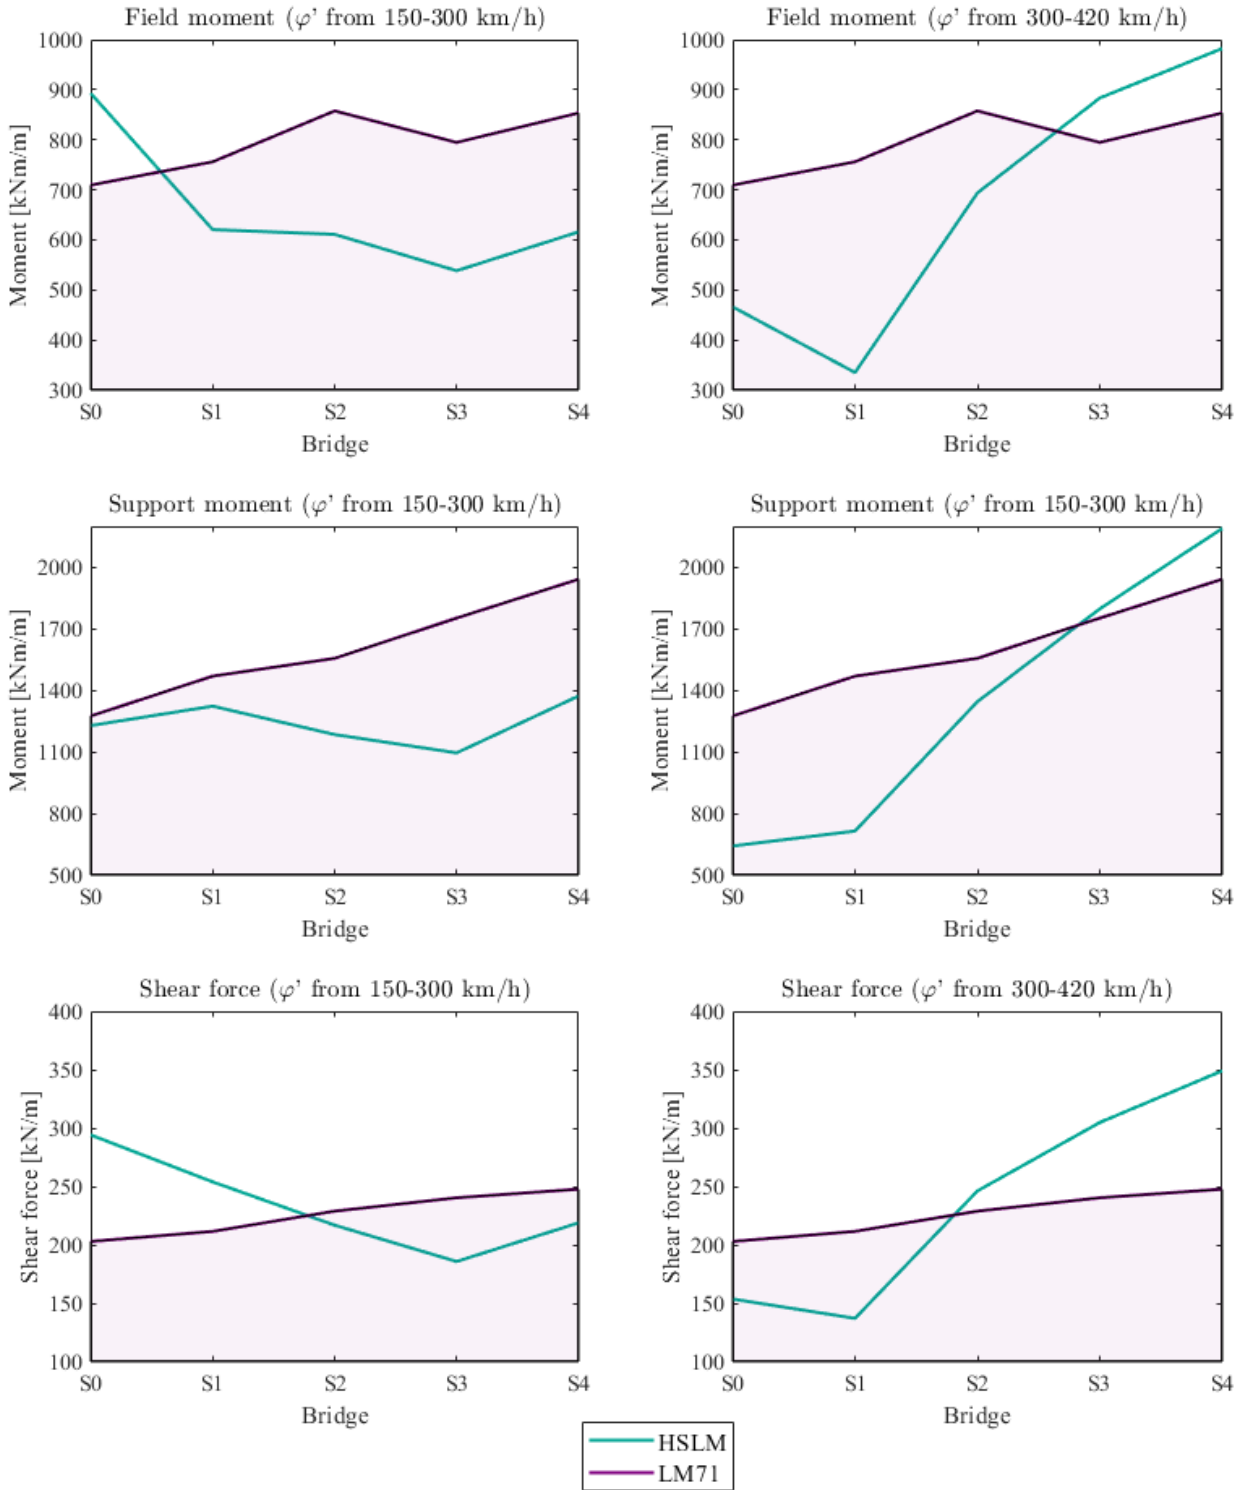 Field moment (φ’ from 150-300 km/h)
Moment [kNm/m]
1000
900
800
700
600
500
400
300
S0 S1 S2 S3 S4
Bridge
Field moment (φ’ from 300-420 km/h)
Moment [kNm/m]
1000
900
800
700
600
500
400
300
S0 S1 S2 S3 S4
Bridge
Support moment (φ’ from 150-300 km/h)
Moment [kNm/m]
2000
1700
1400
1100
800
500
S0 S1 S2 S3 S4
Bridge
Support moment (φ’ from 150-300 km/h)
Moment [kNm/m]
2000
1700
1400
1100
800
500
S0 S1 S2 S3 S4
Bridge
Shear force (φ’ from 150-300 km/h)
Shear force [kN/m]
400
350
300
250
200
150
100
S0 S1 S2 S3 S4
Bridge
Shear force (φ’ from 300-420 km/h)
Shear force [kN/m]
400
350
300
250
200
150
100
S0 S1 S2 S3 S4
Bridge
HSLM
LM71